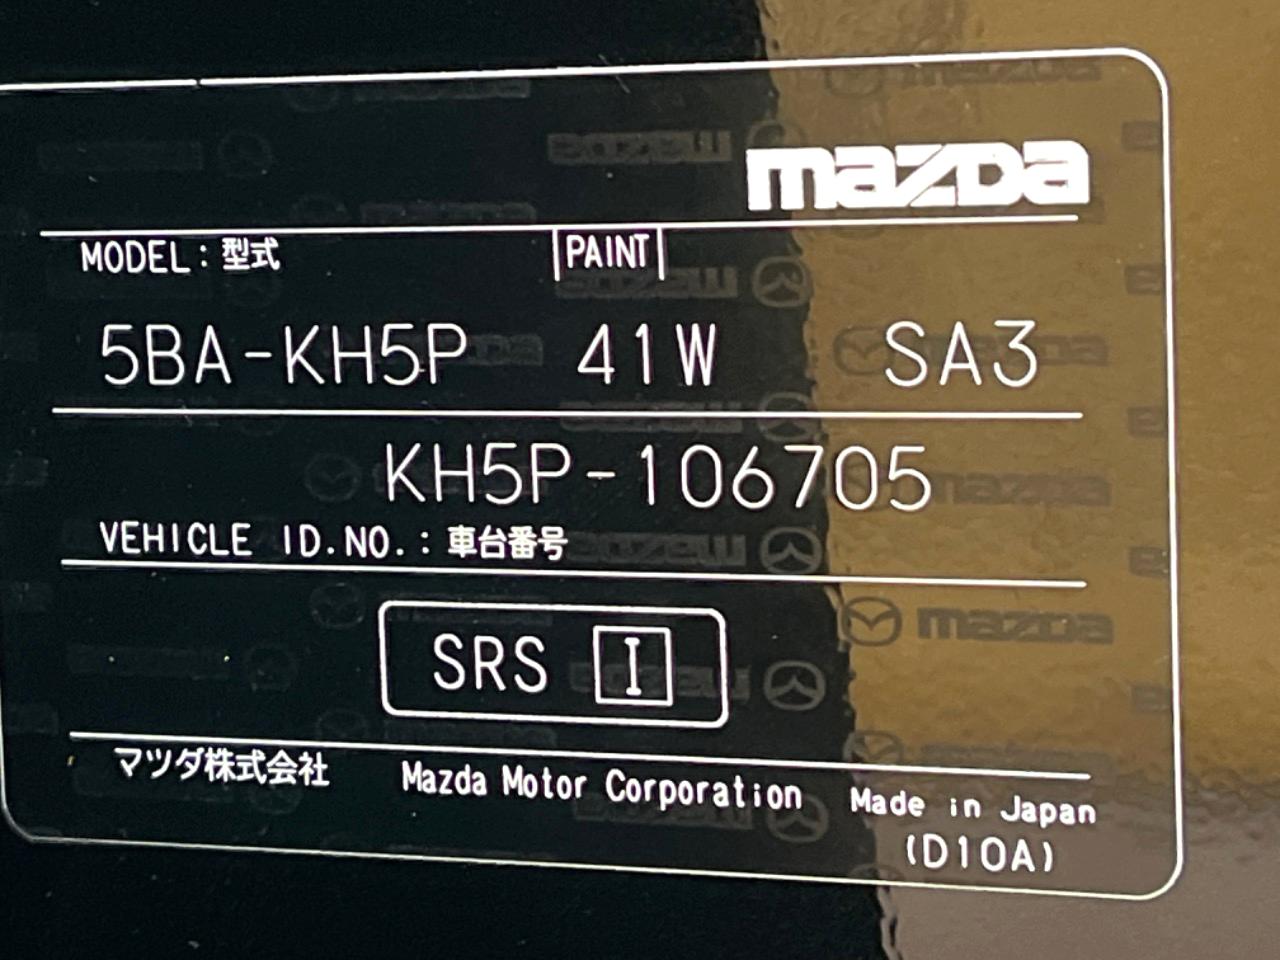 mazda
MODEL : 型式 PAINT
5BA-KH5P 41W SA3
KH5P-106705
VEHICLE ID.NO. : 車台番号
SRS I
マツダ株式会社 Mazda Motor Corporation Made in Japan
(D10A)